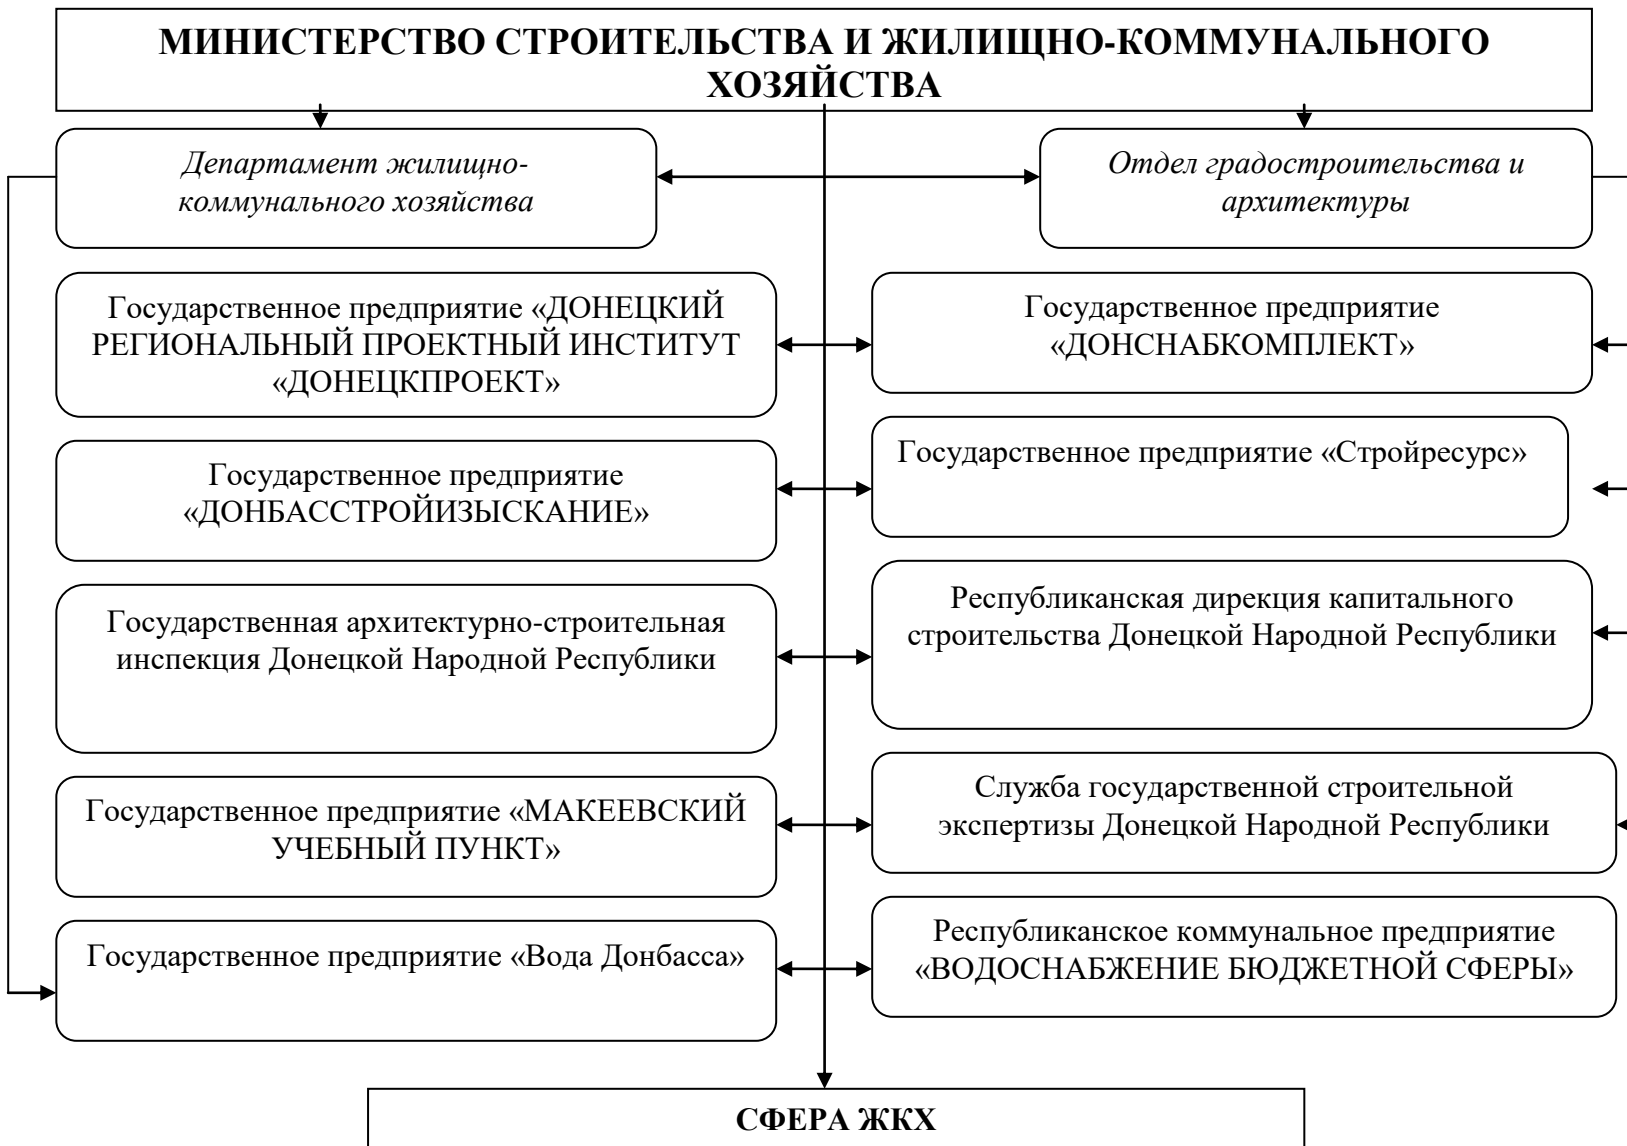 МИНИСТЕРСТВО СТРОИТЕЛЬСТВА И ЖИЛИЩНО-КОММУНАЛЬНОГО
ХОЗЯЙСТВА
Департамент жилищно-
коммунального хозяйства
Отдел градостроительства и
архитектуры
Государственное предприятие «ДОНЕЦКИЙ
РЕГИОНАЛЬНЫЙ ПРОЕКТНЫЙ ИНСТИТУТ
«ДОНЕЦКПРОЕКТ»
Государственное предприятие
«ДОНСНАБКОМПЛЕКТ»
Государственное предприятие
«ДОНБАССТРОЙИЗЫСКАНИЕ»
Государственное предприятие «Стройресурс»
Государственная архитектурно-строительная
инспекция Донецкой Народной Республики
Республиканская дирекция капитального
строительства Донецкой Народной Республики
Государственное предприятие «МАКЕЕВСКИЙ
УЧЕБНЫЙ ПУНКТ»
Служба государственной строительной
экспертизы Донецкой Народной Республики
Государственное предприятие «Вода Донбасса»
Республиканское коммунальное предприятие
«ВОДОСНАБЖЕНИЕ БЮДЖЕТНОЙ СФЕРЫ»
СФЕРА ЖКХ